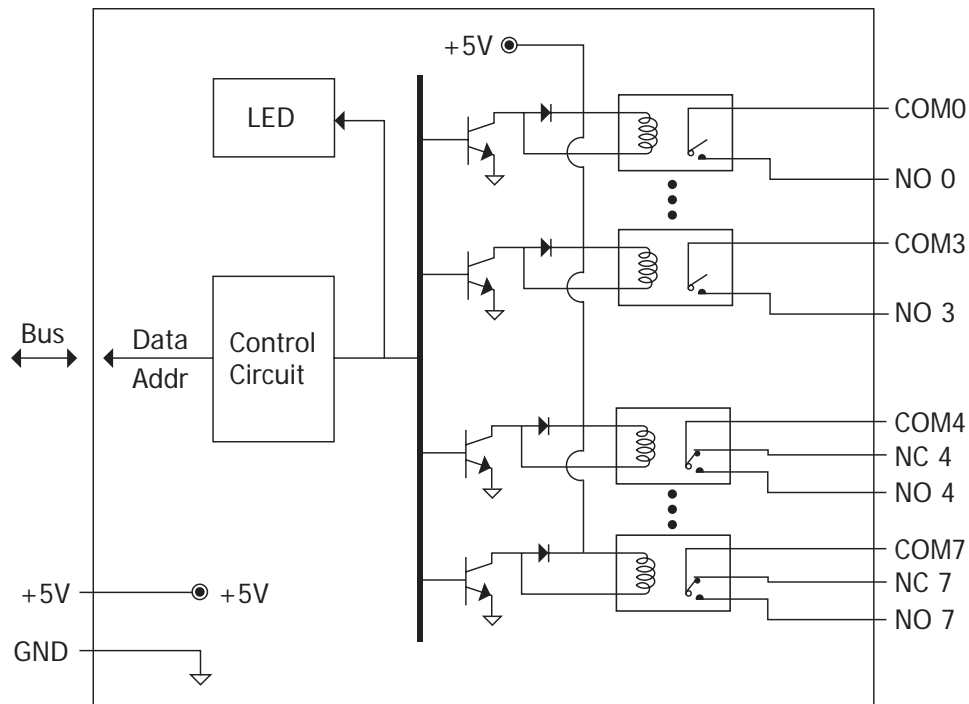 +5V
LED
COM0
NO 0
COM3
NO 3
Bus
Data
Addr
Control
Circuit
COM4
NC 4
NO 4
COM7
NC 7
NO 7
+5V
+5V
GND